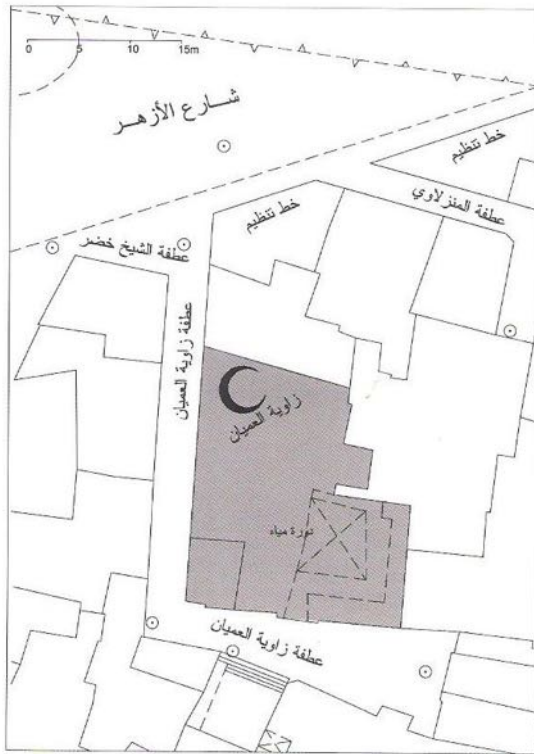 0 5 10 15m
شارع الأزهر
خط تنظيم
عطفة المنزلاوي
خط تنظيم
عطفة الشيخ خضر
عطفة زاوية العميان
زاوية العميان
دورة مياه
عطفة زاوية العميان